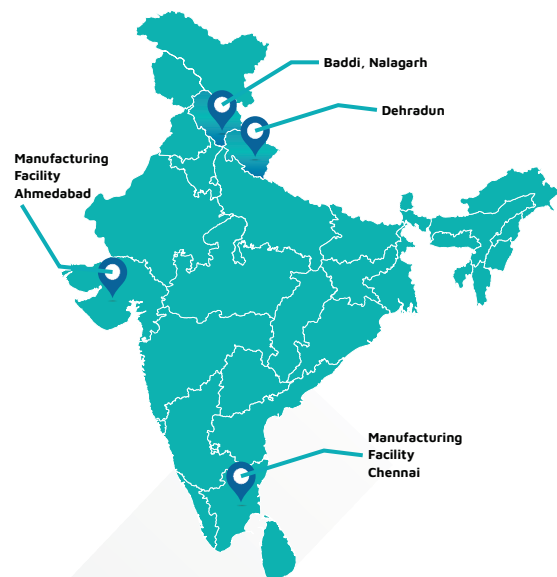 Baddi, Nalagarh
Dehradun
Manufacturing
Facility
Ahmedabad
Manufacturing
Facility
Chennai